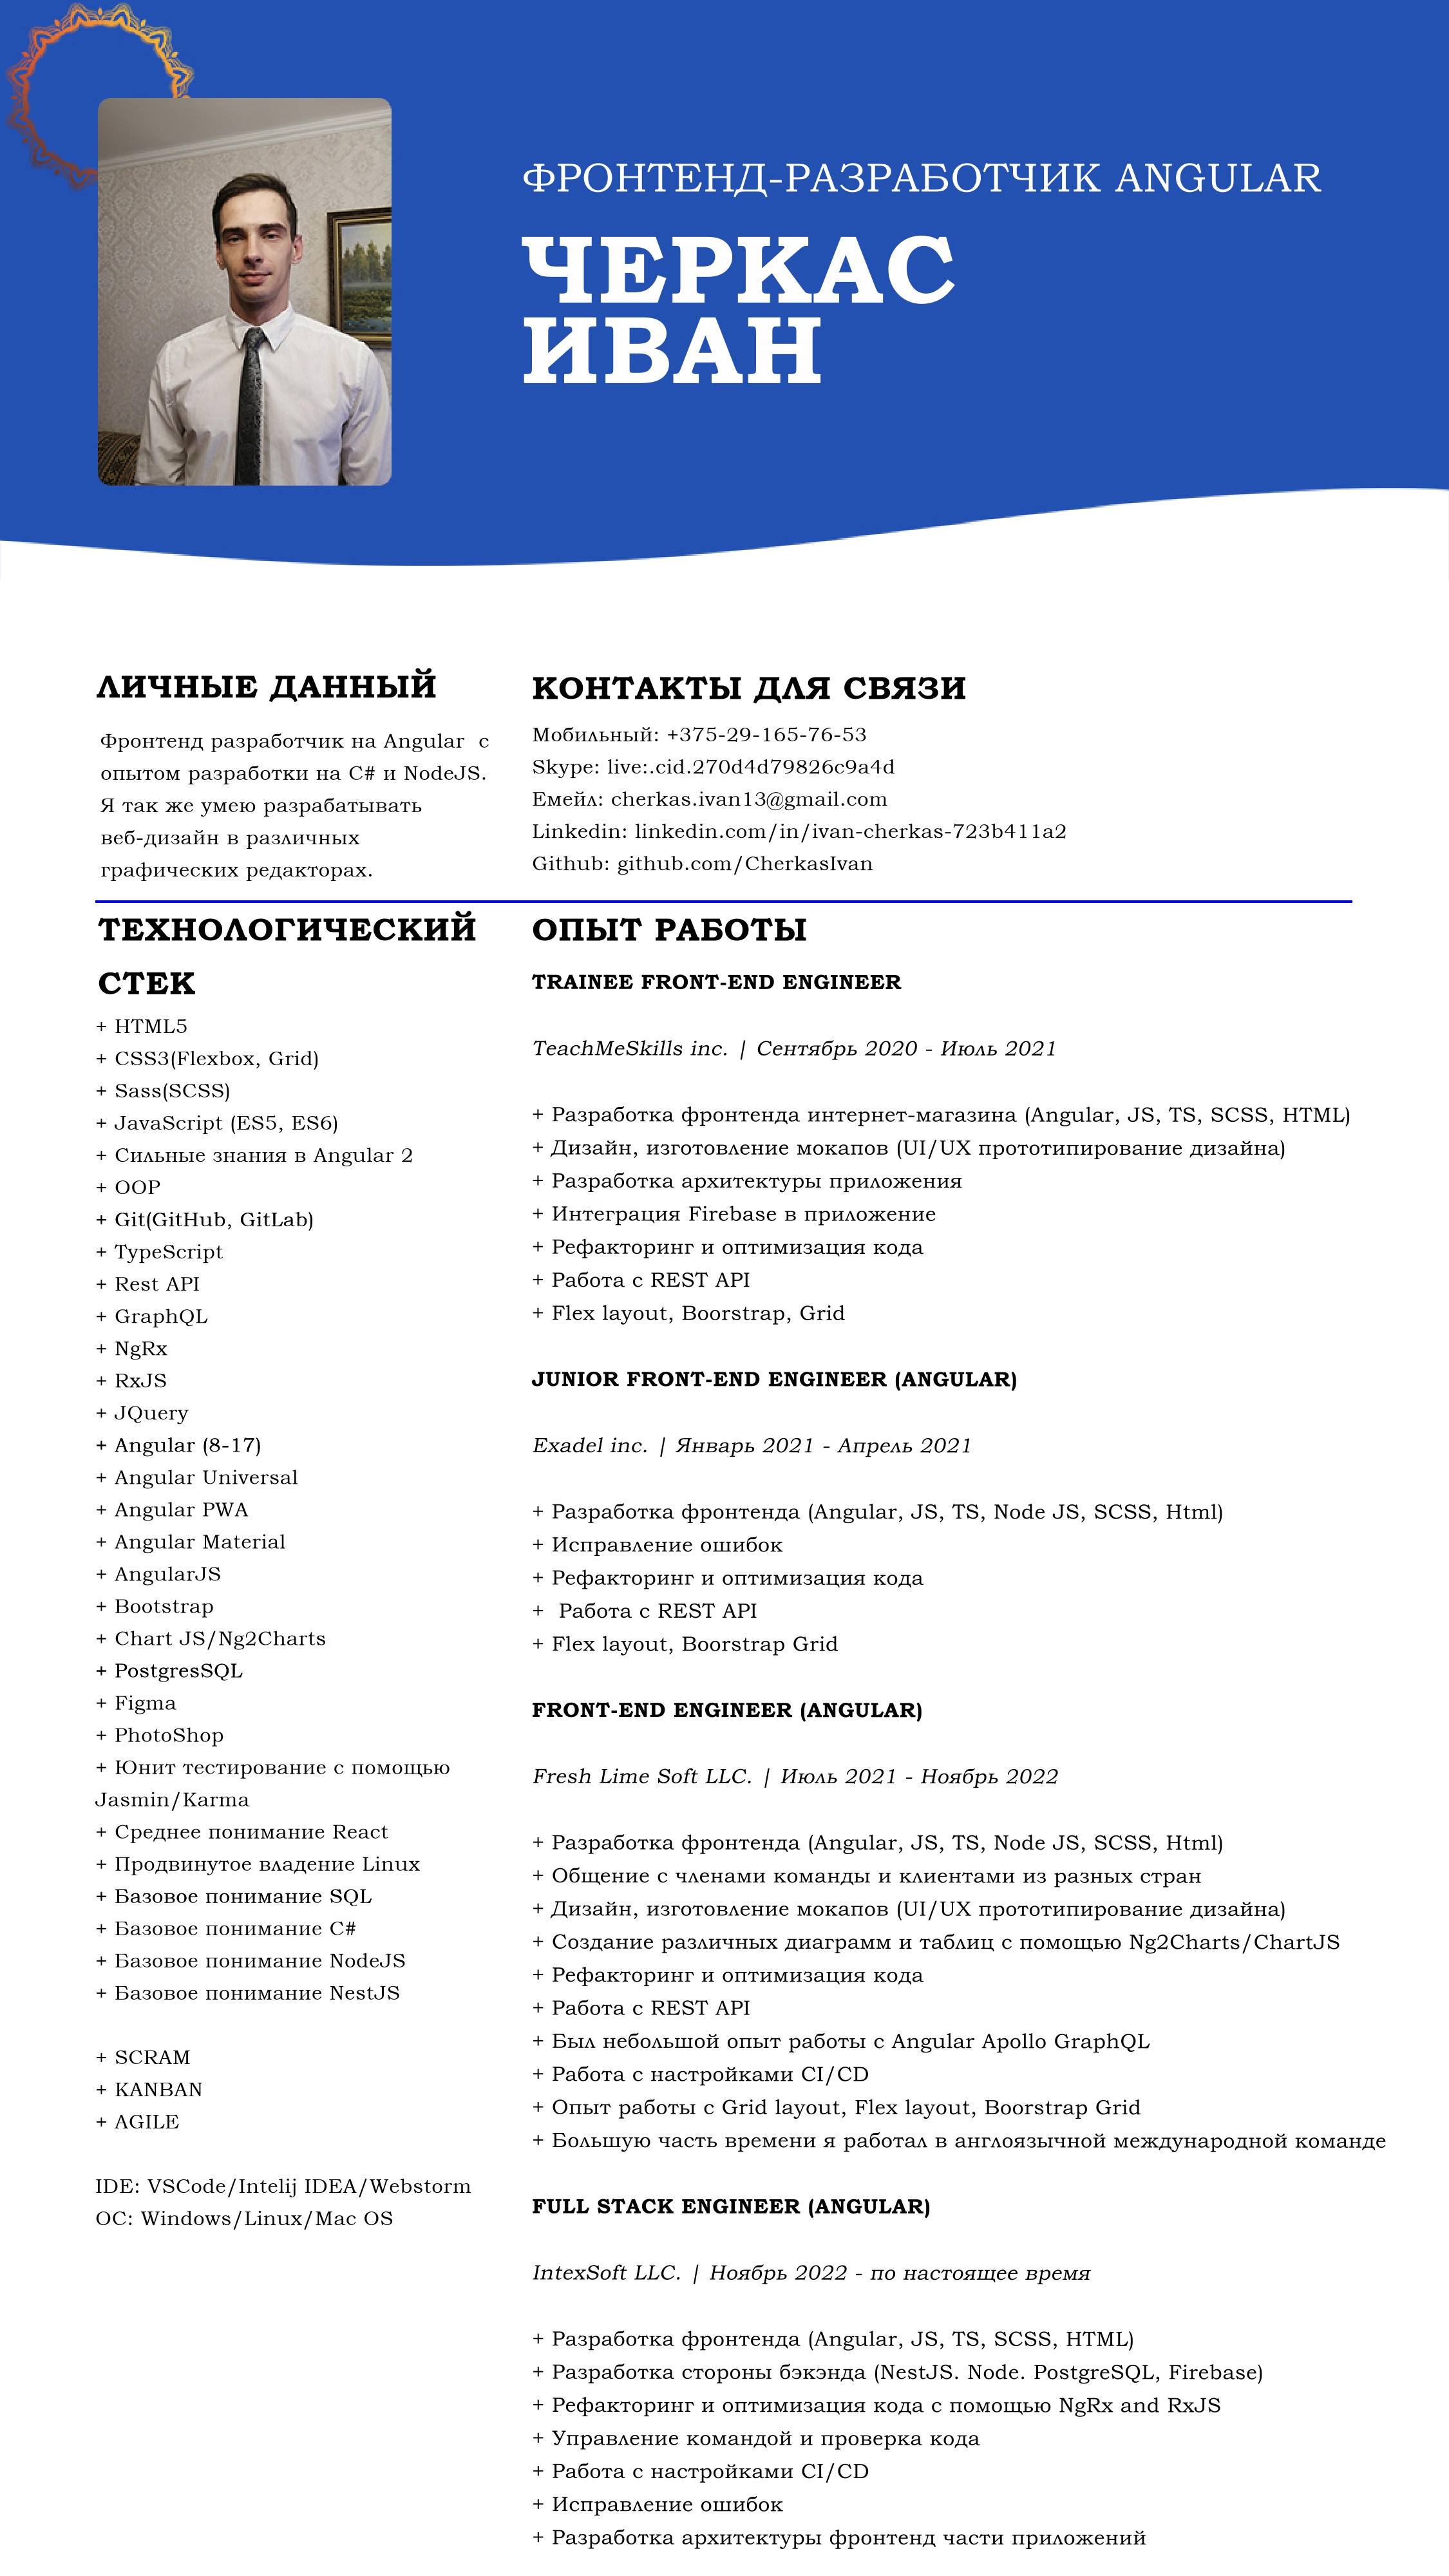 ФРОНТЕНД-РАЗРАБОТЧИК ANGULAR
ЧЕРКАС
ИВАН
ЛИЧНЫЕ ДАННЫЙ
Фронтенд разработчик на Angular с
опытом разработки на C# и NodeJS.
Я так же умею разрабатывать
веб-дизайн в различных
графических редакторах.
КОНТАКТЫ ДЛЯ СВЯЗИ
Мобильный: +375-29-165-76-53
Skype: live:.cid.270d4d79826c9a4d
Емейл: cherkas.ivan13@gmail.com
Linkedin: linkedin.com/in/ivan-cherkas-723b411a2
Github: github.com/CherkasIvan
ТЕХНОЛОГИЧЕСКИЙ
СТЕК
+ HTML5
+ CSS3(Flexbox, Grid)
+ Sass(SCSS)
+ JavaScript (ES5, ES6)
+ Сильные знания в Angular 2
+ OOP
+ Git(GitHub, GitLab)
+ TypeScript
+ Rest API
+ GraphQL
+ NgRx
+ RxJS
+ JQuery
+ Angular (8-17)
+ Angular Universal
+ Angular PWA
+ Angular Material
+ AngularJS
+ Bootstrap
+ Chart JS/Ng2Charts
+ PostgresSQL
+ Figma
+ PhotoShop
+ Юнит тестирование с помощью
Jasmin/Karma
+ Среднее понимание React
+ Продвинутое владение Linux
+ Базовое понимание SQL
+ Базовое понимание C#
+ Базовое понимание NodeJS
+ Базовое понимание NestJS
+ SCRAM
+ KANBAN
+ AGILE
IDE: VSCode/Intelij IDEA/Webstorm
ОС: Windows/Linux/Mac OS
ОПЫТ РАБОТЫ
TRAINEE FRONT-END ENGINEER
TeachMeSkills inc. | Сентябрь 2020 - Июль 2021
+ Разработка фронтенда интернет-магазина (Angular, JS, TS, SCSS, HTML)
+ Дизайн, изготовление мокапов (UI/UX прототипирование дизайна)
+ Разработка архитектуры приложения
+ Интеграция Firebase в приложение
+ Рефакторинг и оптимизация кода
+ Работа с REST API
+ Flex layout, Boorstrap, Grid
JUNIOR FRONT-END ENGINEER (ANGULAR)
Exadel inc. | Январь 2021 - Апрель 2021
+ Разработка фронтенда (Angular, JS, TS, Node JS, SCSS, Html)
+ Исправление ошибок
+ Рефакторинг и оптимизация кода
+ Работа с REST API
+ Flex layout, Boorstrap Grid
FRONT-END ENGINEER (ANGULAR)
Fresh Lime Soft LLC. | Июль 2021 - Ноябрь 2022
+ Разработка фронтенда (Angular, JS, TS, Node JS, SCSS, Html)
+ Общение с членами команды и клиентами из разных стран
+ Дизайн, изготовление мокапов (UI/UX прототипирование дизайна)
+ Создание различных диаграмм и таблиц с помощью Ng2Charts/ChartJS
+ Рефакторинг и оптимизация кода
+ Работа с REST API
+ Был небольшой опыт работы с Angular Apollo GraphQL
+ Работа с настройками CI/CD
+ Опыт работы с Grid layout, Flex layout, Boorstrap Grid
+ Большую часть времени я работал в англоязычной международной команде
FULL STACK ENGINEER (ANGULAR)
IntexSoft LLC. | Ноябрь 2022 - по настоящее время
+ Разработка фронтенда (Angular, JS, TS, SCSS, HTML)
+ Разработка стороны бэкэнда (NestJS. Node. PostgreSQL, Firebase)
+ Рефакторинг и оптимизация кода с помощью NgRx and RxJS
+ Управление командой и проверка кода
+ Работа с настройками CI/CD
+ Исправление ошибок
+ Разработка архитектуры фронтенд части приложений